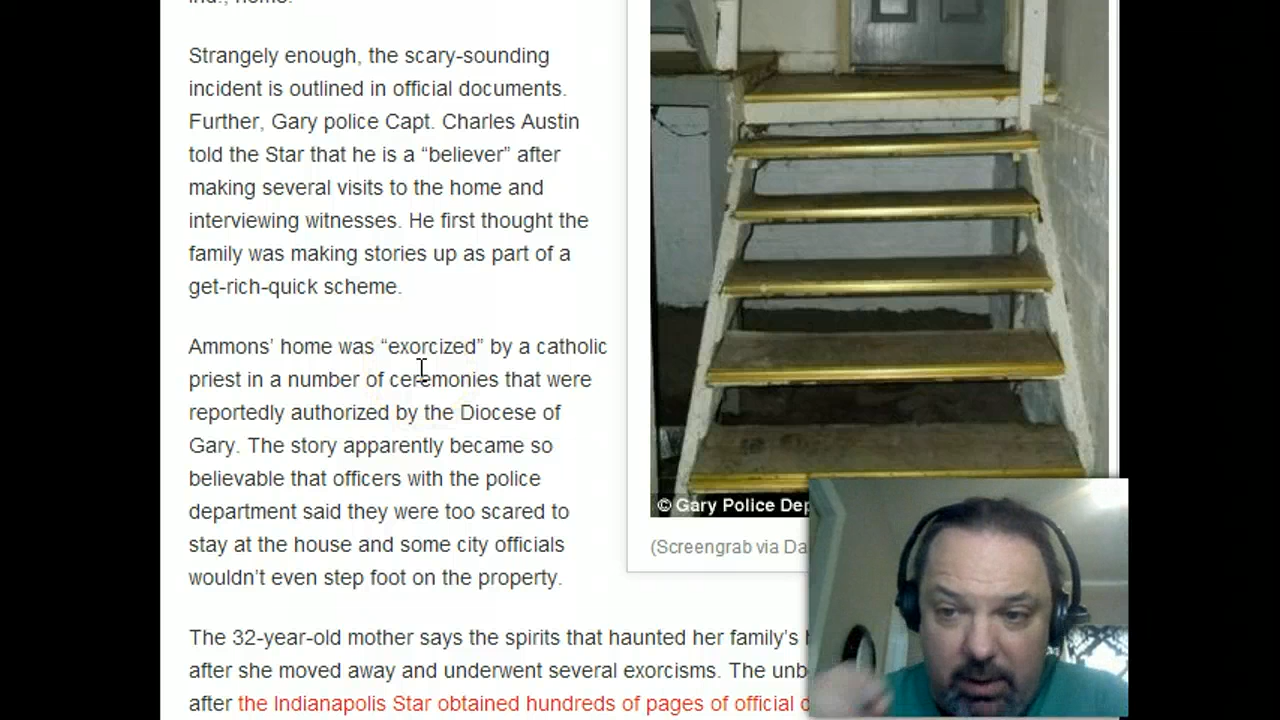 Strangely enough, the scary-sounding
incident is outlined in official documents.
Further, Gary police Capt. Charles Austin
told the Star that he is a “believer” after
making several visits to the home and
interviewing witnesses. He first thought the
family was making stories up as part of a
get-rich-quick scheme.
Ammons’ home was “exorcized” by a catholic
priest in a number of ceremonies that were
reportedly authorized by the Diocese of
Gary. The story apparently became so
believable that officers with the police
department said they were too scared to
stay at the house and some city officials
wouldn’t even step foot on the property.
The 32-year-old mother says the spirits that haunted her family’s
after she moved away and underwent several exorcisms. The
after the Indianapolis Star obtained hundreds of pages of official
© Gary Police
(Screengrab via